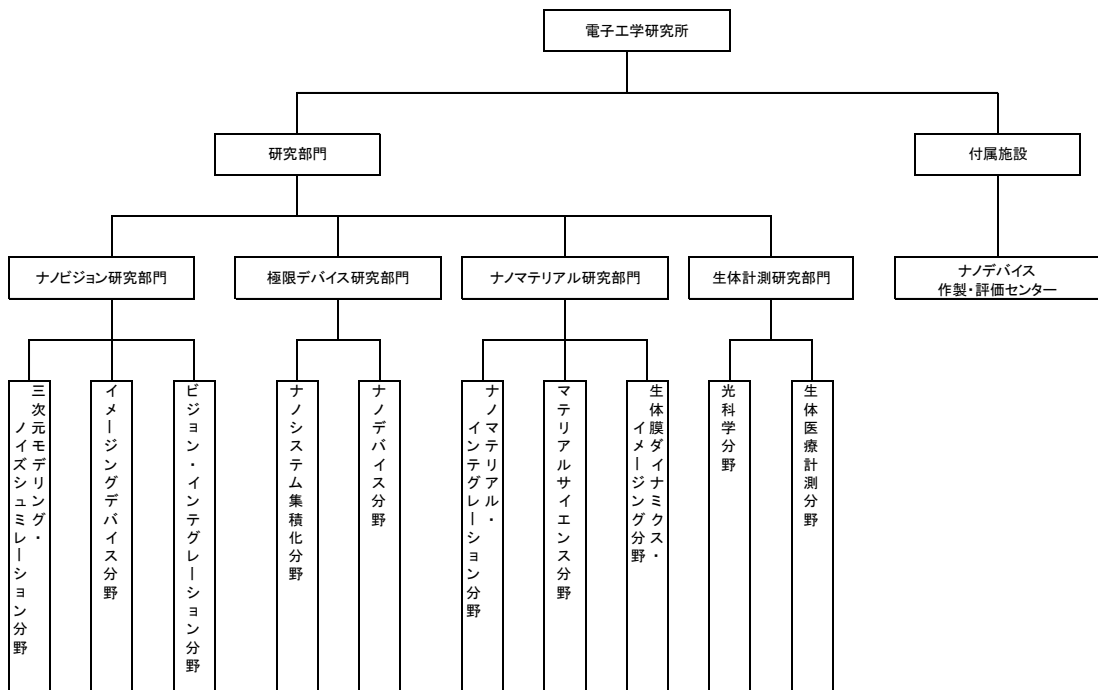 電子工学研究所
研究部門
付属施設
ナノビジョン研究部門
極限デバイス研究部門
ナノマテリアル研究部門
生体計測研究部門
ナノデバイス
作製・評価センター
三次元モデリング・
ノイズシュミレーション分野
イメージングデバイス分野
ビジョン・インテグレーション分野
ナノシステム集積化分野
ナノデバイス分野
ナノマテリアル・
インテグレーション分野
マテリアルサイエンス分野
生体膜ダイナミクス・
イメージング分野
光科学分野
生体医療計測分野